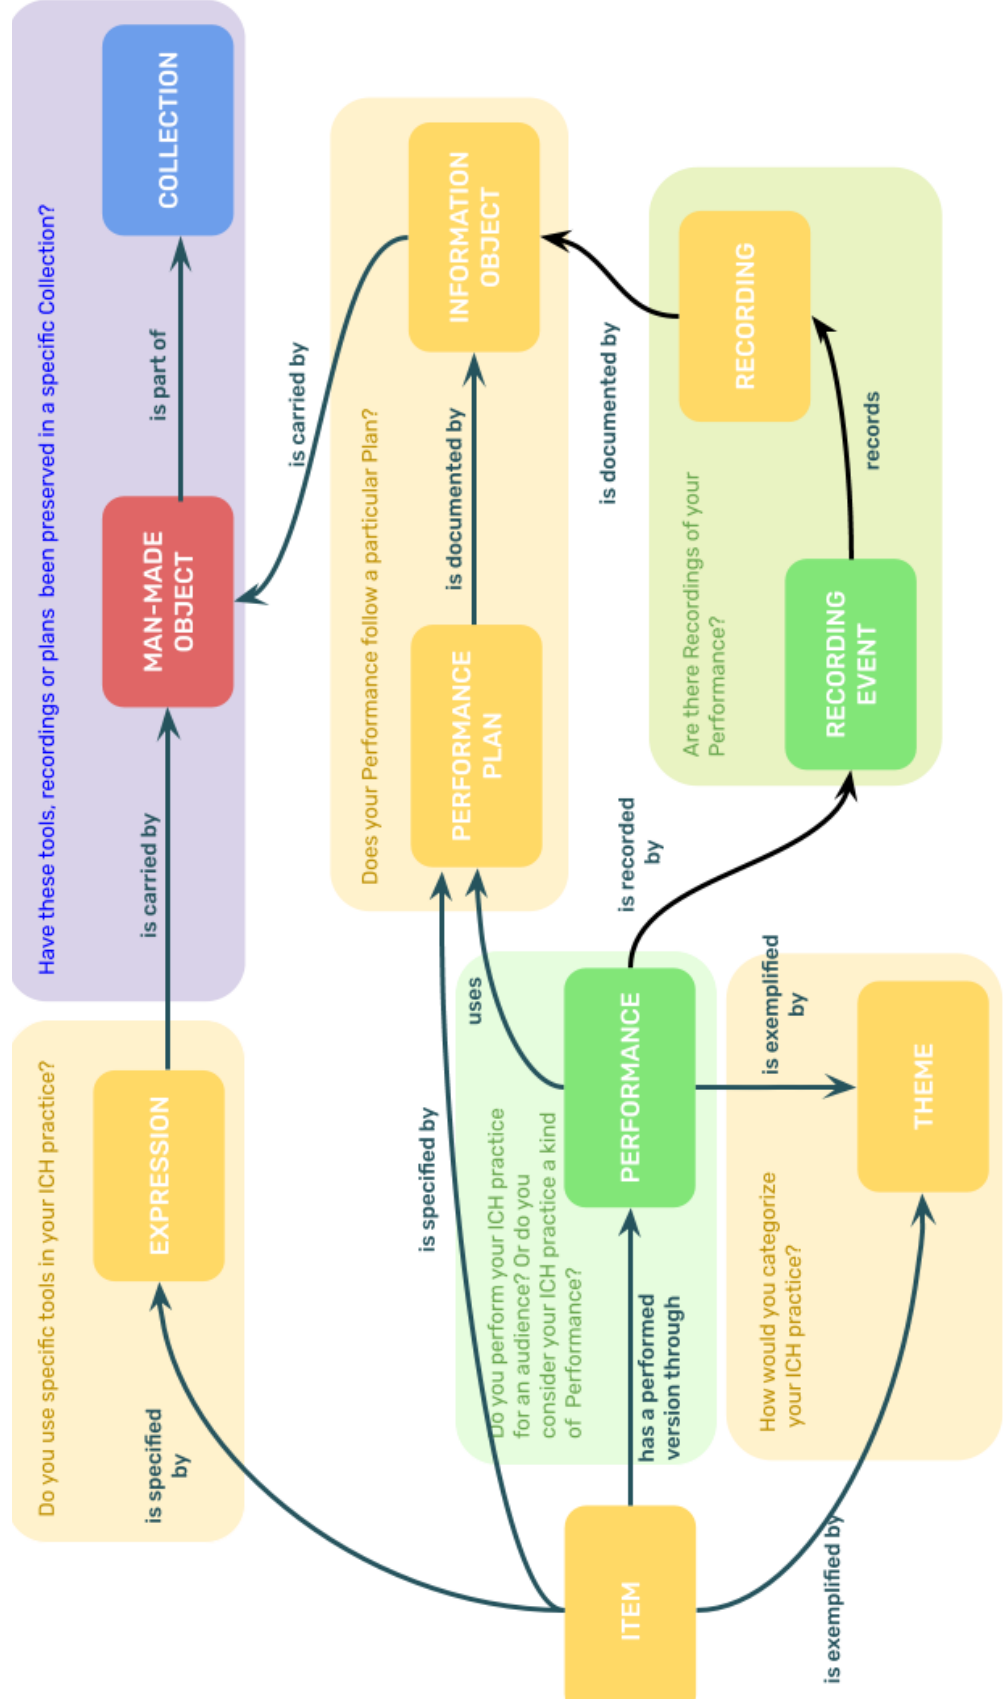 Have these tools, recordings or plans been preserved in a specific Collection?
COLLECTION
is part of
MAN-MADE
OBJECT
is carried by
Do you use specific tools in your ICH practice?
EXPRESSION
is specified
by
is carried by
Does your Performance follow a particular Plan?
INFORMATION
OBJECT
is documented by
PERFORMANCE
PLAN
is specified by
uses
Do you perform your ICH practice
for an audience? Or do you
consider your ICH practice a kind
of Performance?
PERFORMANCE
has a performed
version through
ITEM
is recorded
by
is documented by
Are there Recordings of your
Performance?
RECORDING
records
RECORDING
EVENT
is exemplified
by
How would you categorize
your ICH practice?
THEME
is exemplified by